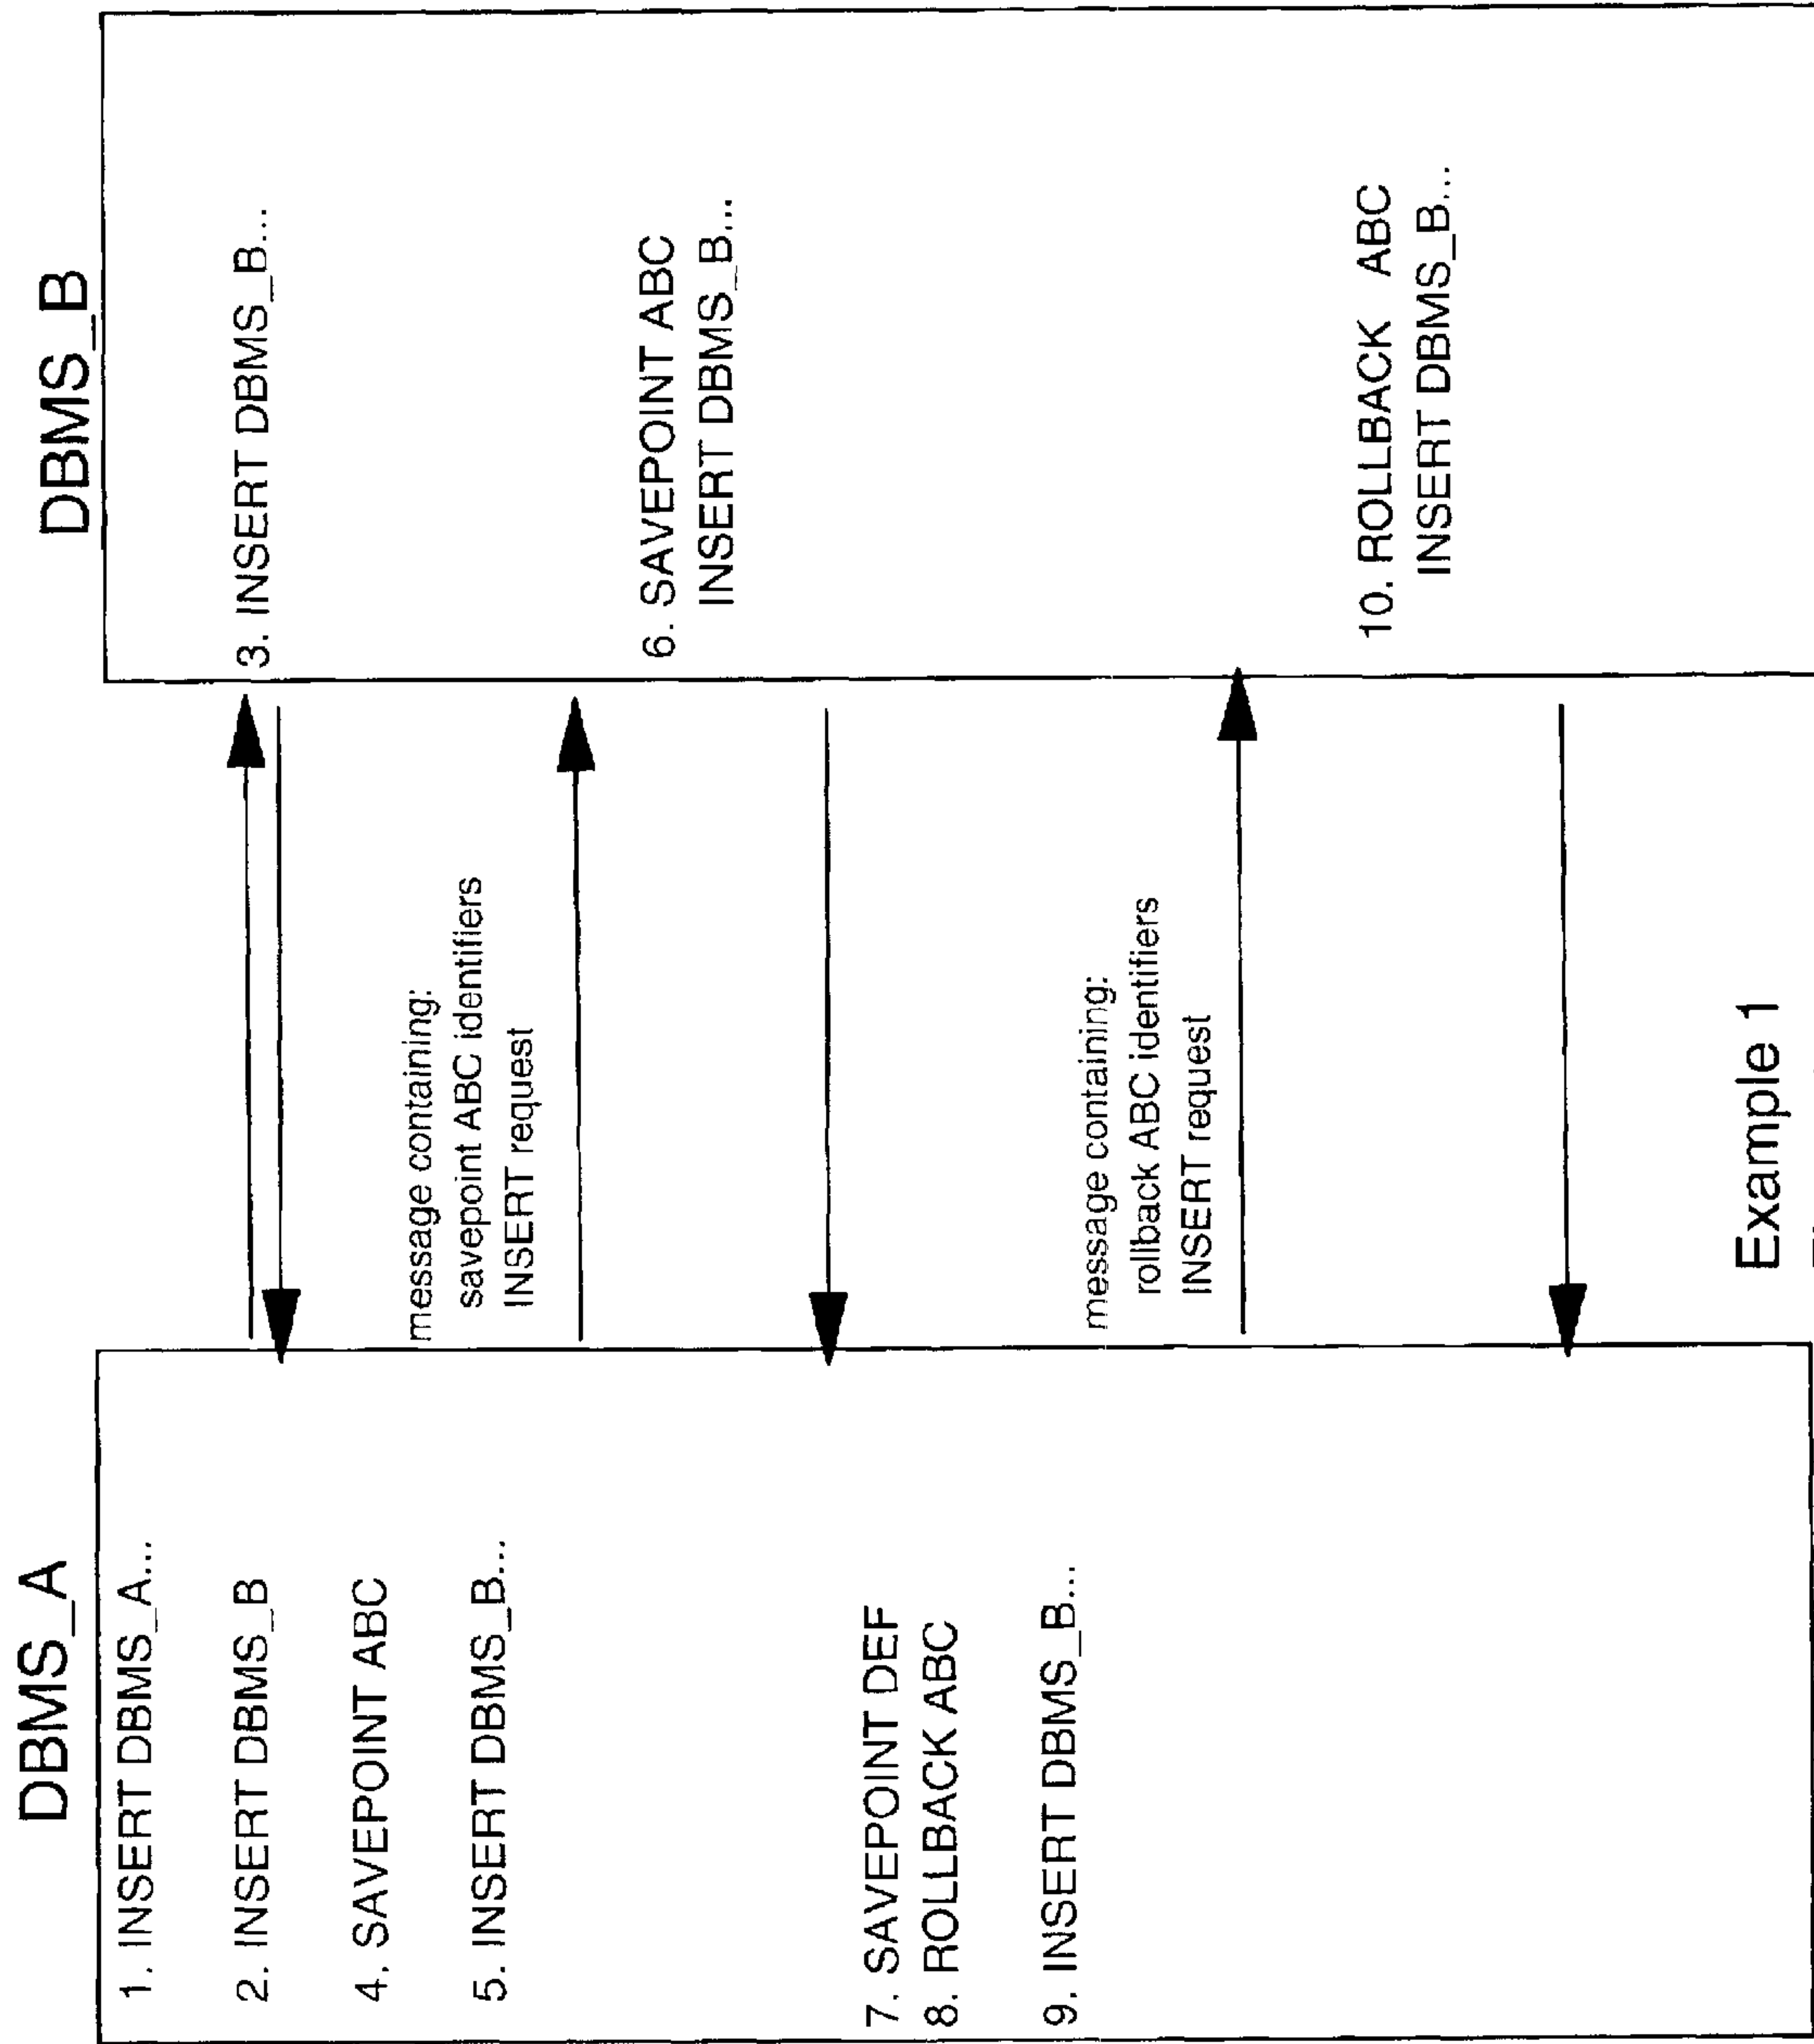 DBMS_A
1. INSERT DBMS_A...
2. INSERT DBMS_B
4. SAVEPOINT ABC
5. INSERT DBMS_B...
7. SAVEPOINT DEF
8. ROLLBACK ABC
9. INSERT DBMS_B...
message containing:
savepoint ABC identifiers
INSERT request
message containing:
rollback ABC identifiers
INSERT request
DBMS_B
3. INSERT DBMS_B...
6. SAVEPOINT ABC
INSERT DBMS_B...
10. ROLLBACK ABC
INSERT DBMS_B...
Example 1